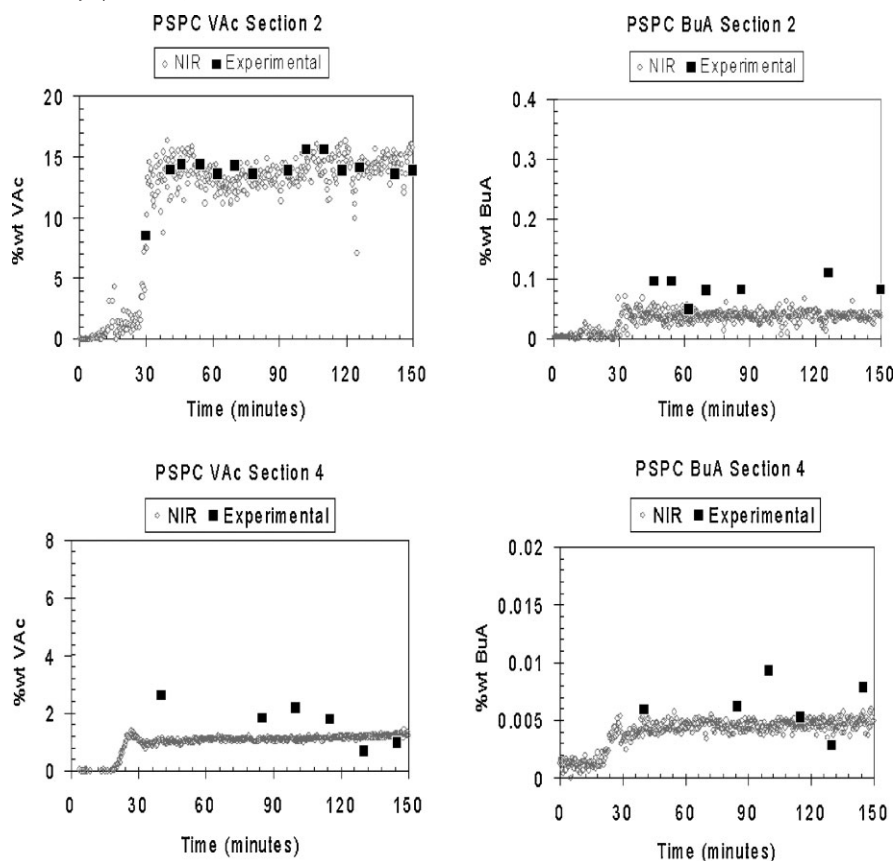 PSPC VAc Section 2
NIR Experimental
%wt VAc
20
15
10
5
0
0 30 60 90 120 150
Time (minutes)
PSPC BuA Section 2
NIR Experimental
%wt BuA
0.4
0.3
0.2
0.1
0
0 30 60 90 120 150
Time (minutes)
PSPC VAc Section 4
NIR Experimental
%wt VAc
8
6
4
2
0
0 30 60 90 120 150
Time (minutes)
PSPC BuA Section 4
NIR Experimental
%wt BuA
0.02
0.015
0.01
0.005
0
0 30 60 90 120 150
Time (minutes)